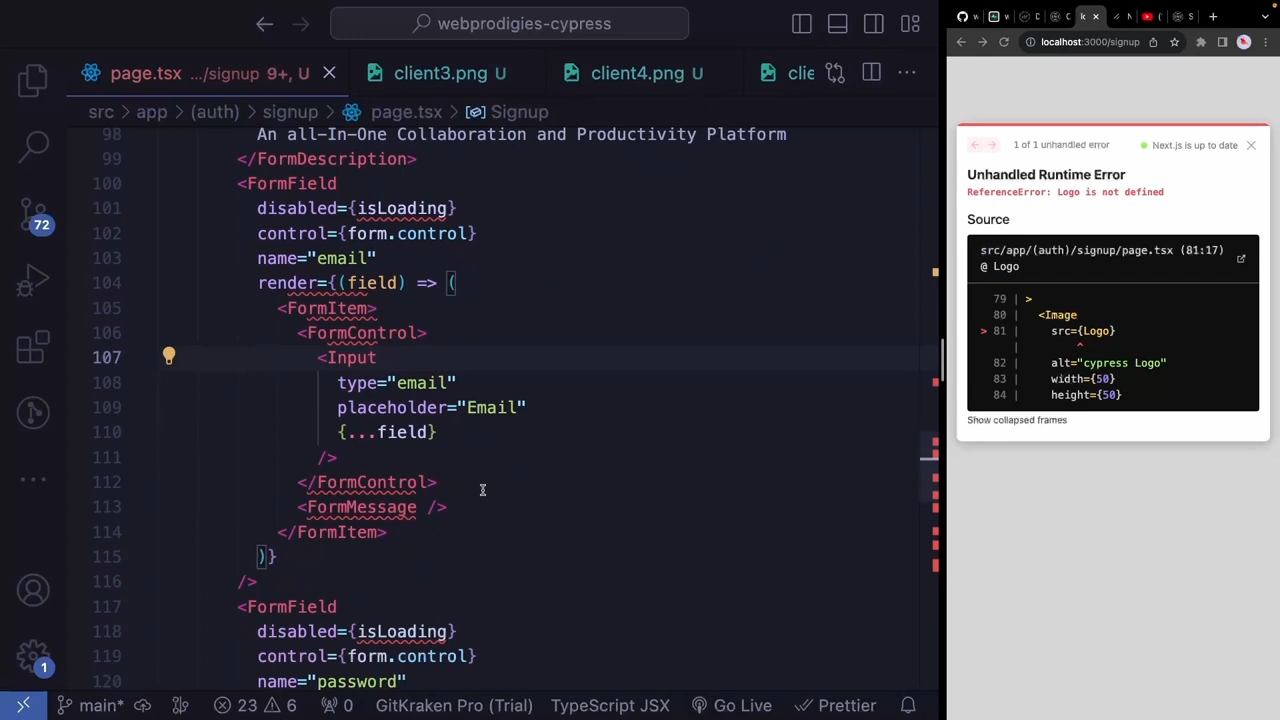 webprodigies-cypress
page.tsx .../signup 9+, U
client3.png U
client4.png U
clie
src > app > (auth) > signup > page.tsx > Signup
98 An all-In-One Collaboration and Productivity Platform
99 </FormDescription>
100 <FormField
101 disabled={isLoading}
102 control={form.control}
103 name="email"
104 render={(field) => (
105 <FormItem>
106 <FormControl>
107 <Input
108 type="email"
109 placeholder="Email"
110 {...field}
111 />
112 </FormControl>
113 <FormMessage />
114 </FormItem>
115 )}
116 />
117 <FormField
118 disabled={isLoading}
119 control={form.control}
120 name="password"
72
1
main* 23 6 0 GitKraken Pro (Trial) TypeScript JSX Go Live Prettier
localhost:3000/signup
1 of 1 unhandled error
Next.js is up to date
Unhandled Runtime Error
ReferenceError: Logo is not defined
Source
src/app/(auth)/signup/page.tsx (81:17)
@ Logo
79 | >
80 | <Image
> 81 | src={Logo}
| ^
82 | alt="cypress Logo"
83 | width={50}
84 | height={50}
Show collapsed frames